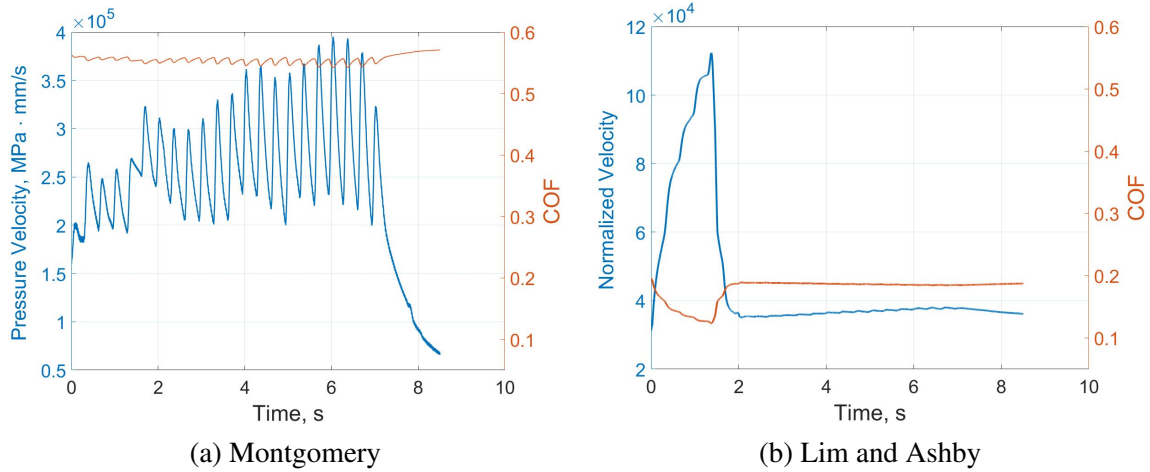 ×10⁵
4
3.5
3
2.5
2
1.5
1
0.5
Pressure Velocity, MPa · mm/s
0.6
0.5
0.4
0.3
0.2
0.1
COF
0 2 4 6 8 10
Time, s
(a) Montgomery
×10⁴
12
10
8
6
4
2
Normalized Velocity
0.6
0.5
0.4
0.3
0.2
0.1
COF
0 2 4 6 8 10
Time, s
(b) Lim and Ashby